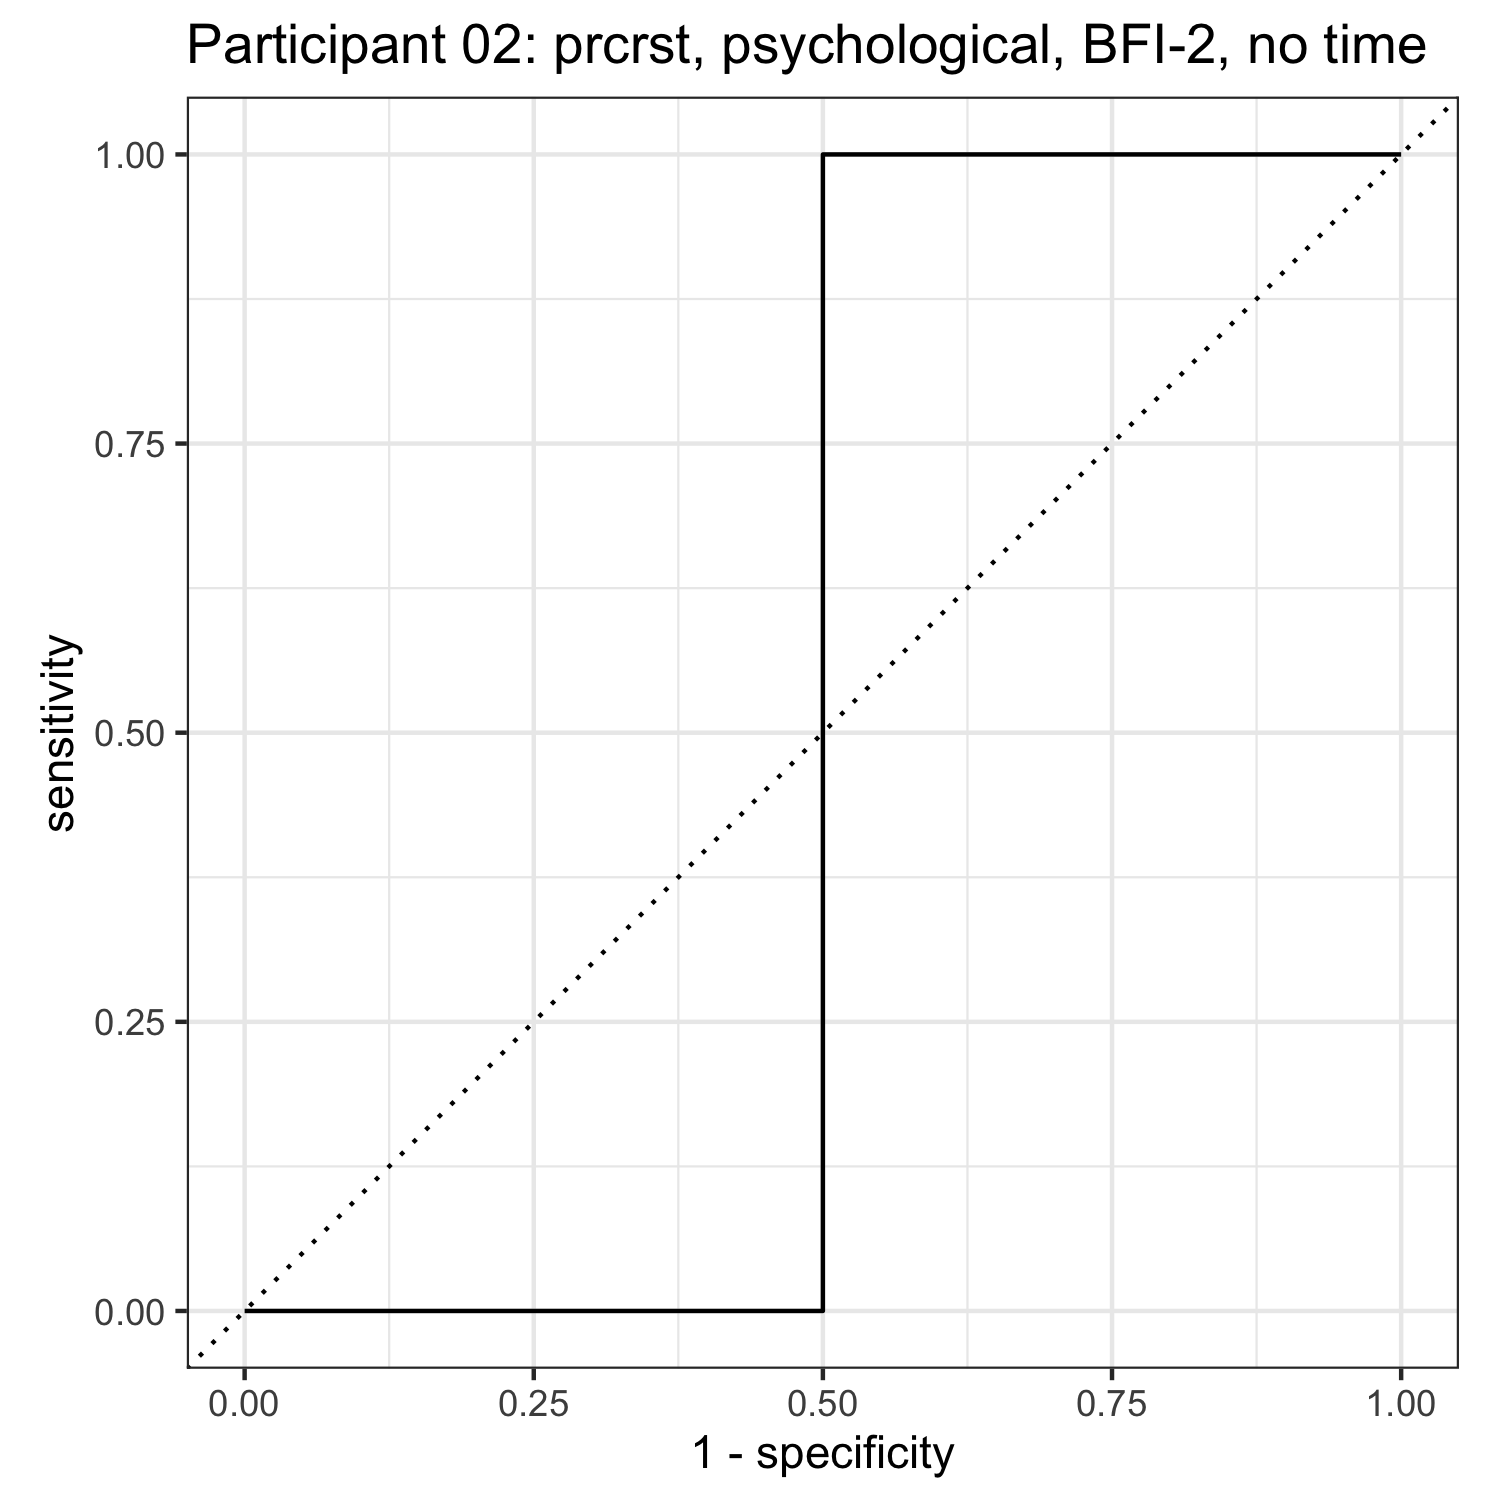 Participant 02: prcrst, psychological, BFI-2, no time
1.00
0.75
0.50
0.25
0.00
sensitivity
0.00 0.25 0.50 0.75 1.00
1 - specificity